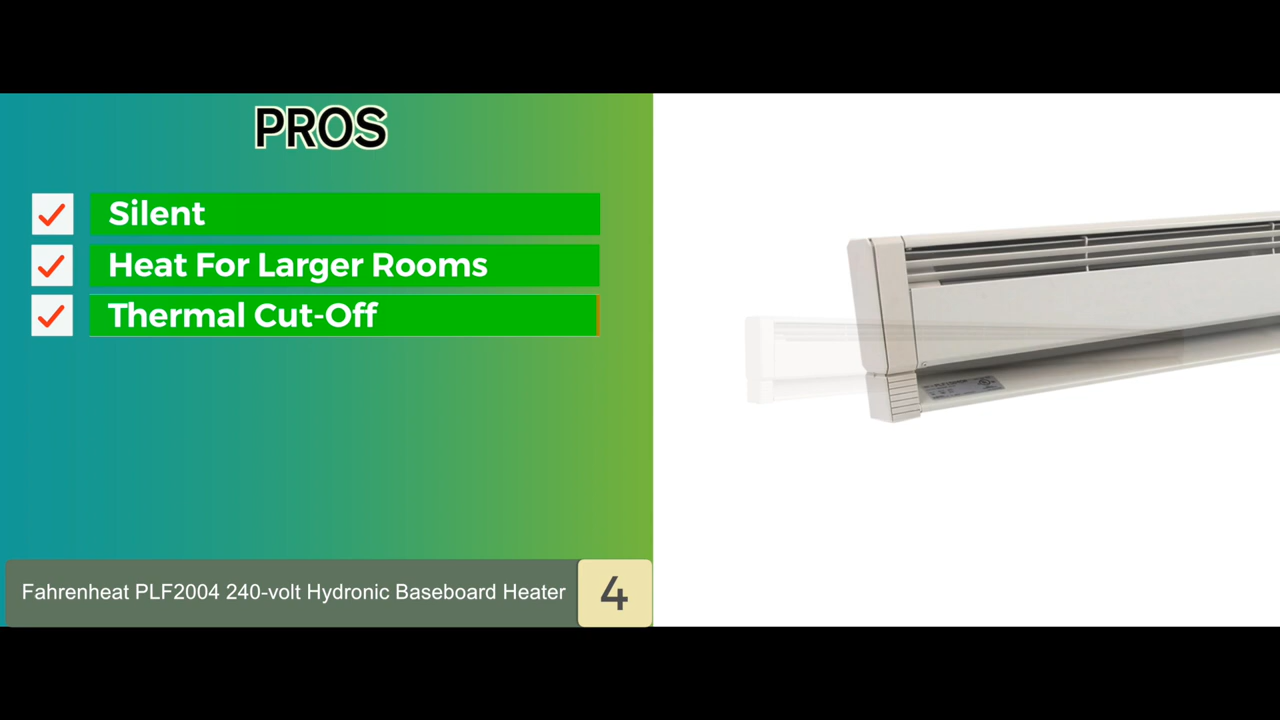 PROS
Silent
Heat For Larger Rooms
Thermal Cut-Off
Fahrenheat PLF2004 240-volt Hydronic Baseboard Heater
4